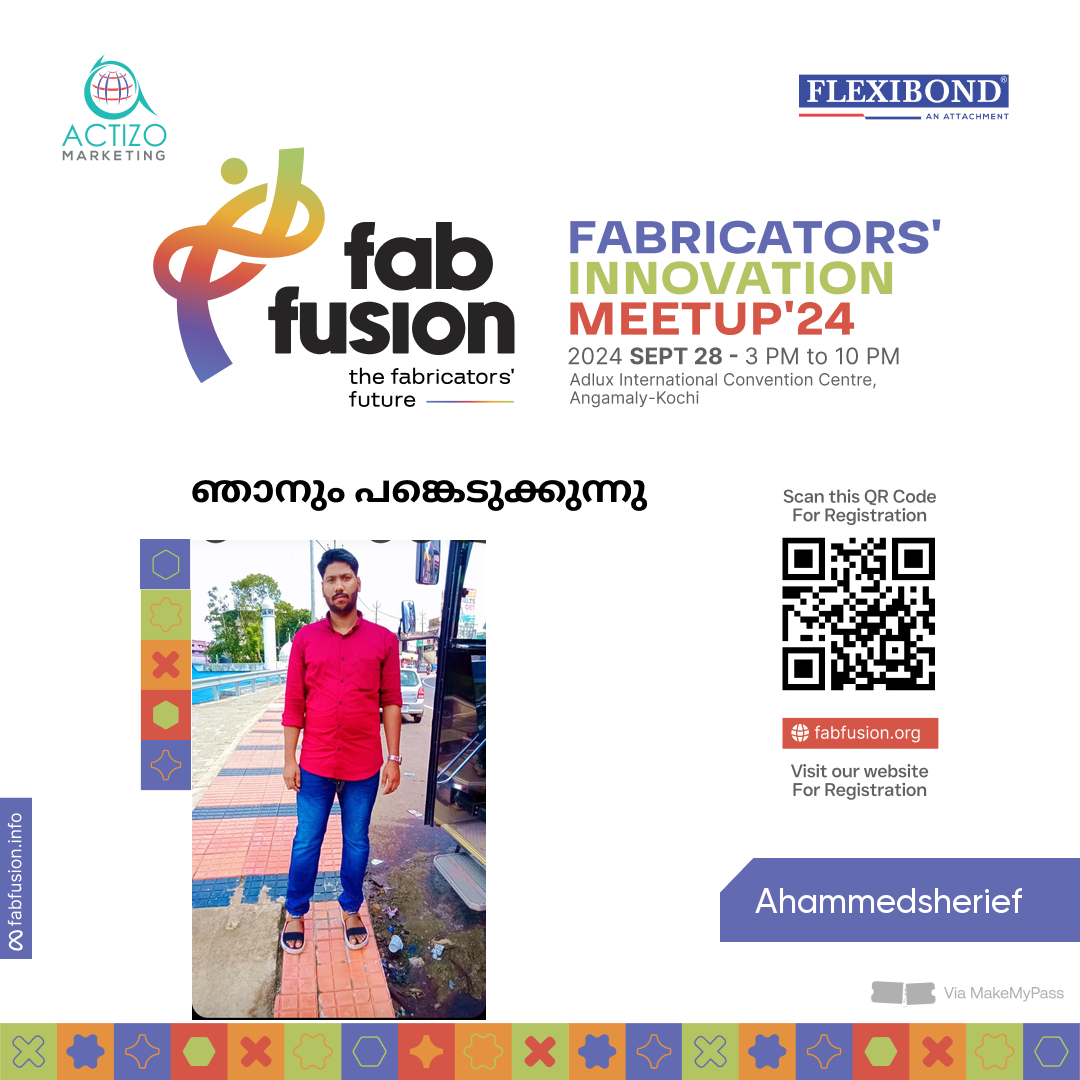 ACTIZO
MARKETING
FLEXIBOND®
AN ATTACHMENT
fab
fusion
the fabricators'
future
FABRICATORS'
INNOVATION
MEETUP'24
2024 SEPT 28 - 3 PM to 10 PM
Adlux International Convention Centre,
Angamaly-Kochi
ഞാനും പങ്കെടുക്കുന്നു
Scan this QR Code
For Registration
fabfusion.org
Visit our website
For Registration
fabfusion.info
Ahammedsherief
Via MakeMyPass